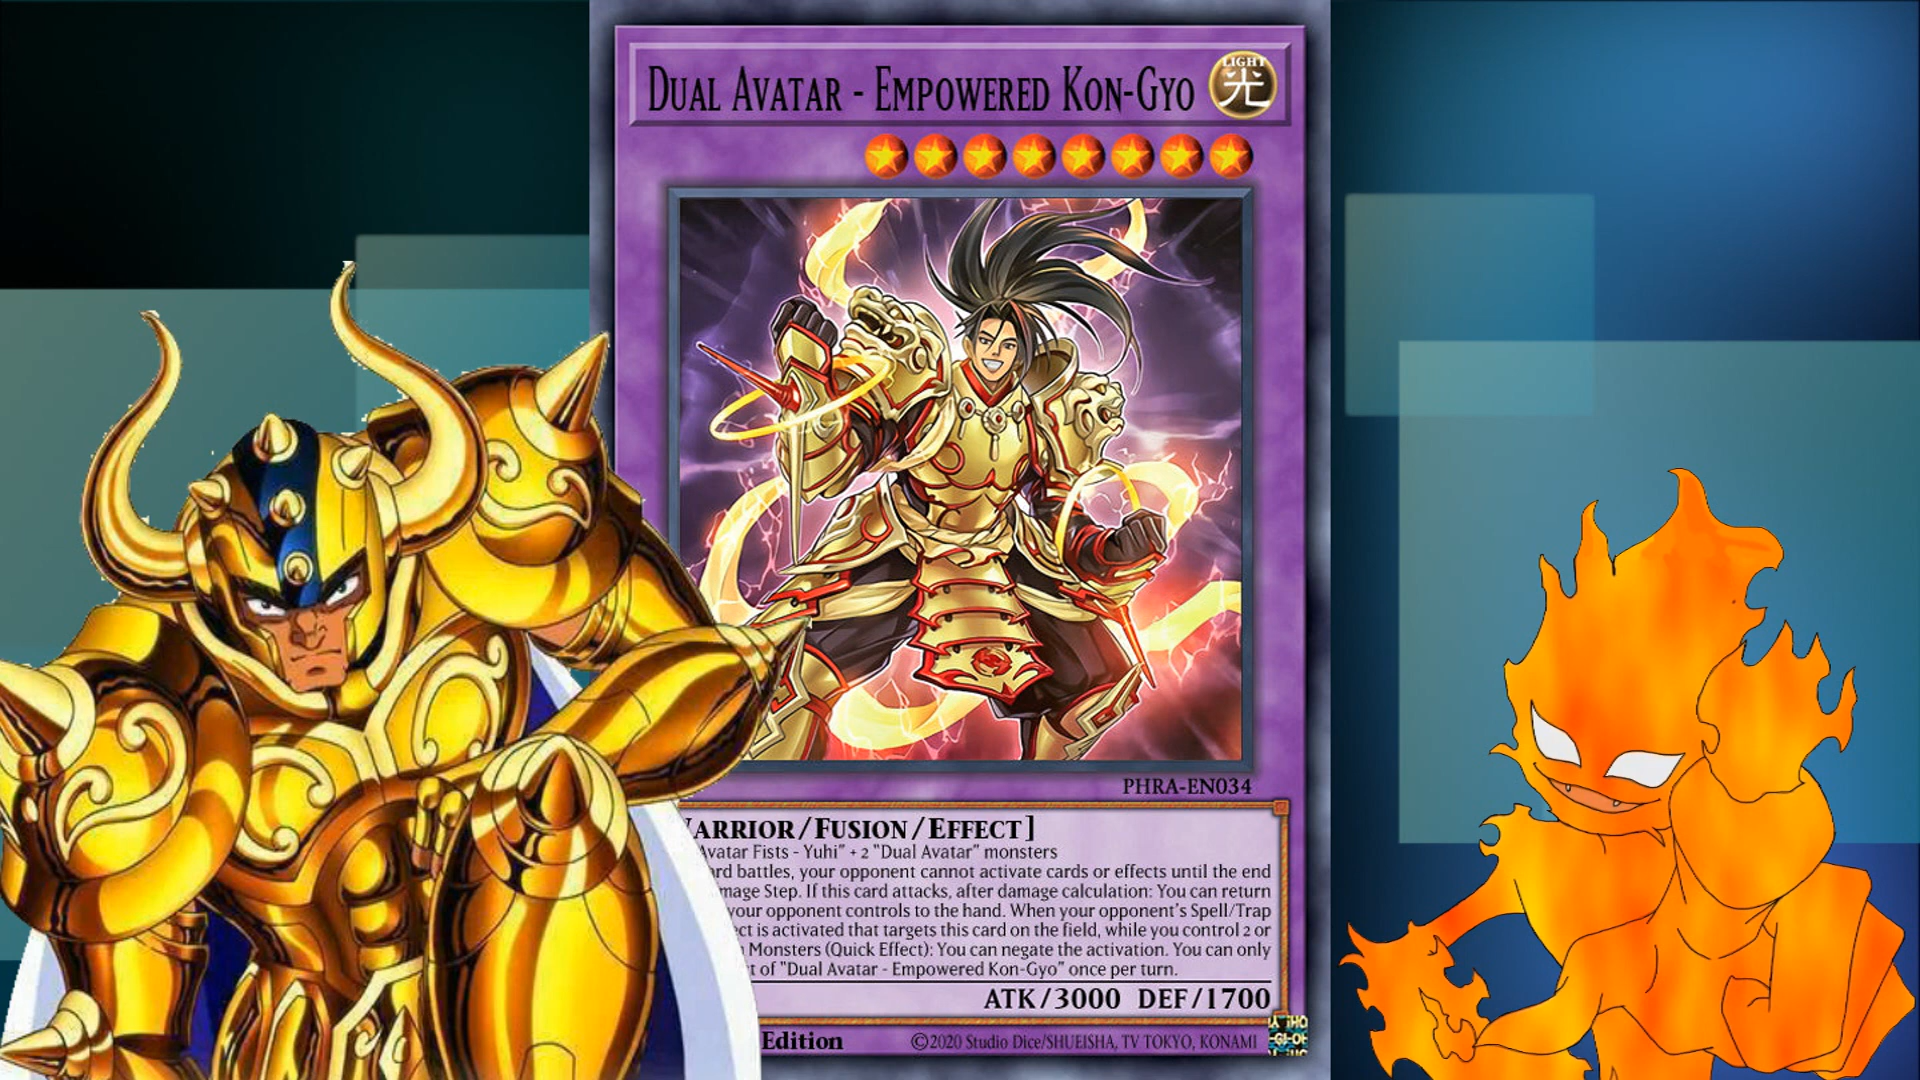 DUAL AVATAR - EMPOWERED KON-GYO
LIGHT
光
PHRA-EN034
WARRIOR/FUSION/EFFECT]
Avatar Fists - Yuhi" + 2 "Dual Avatar" monsters
battles, your opponent cannot activate cards or effects until the end
Step. If this card attacks, after damage calculation: You can return
your opponent controls to the hand. When your opponent's Spell/Trap
is activated that targets this card on the field, while you control 2 or
Monsters (Quick Effect): You can negate the activation. You can only
of "Dual Avatar - Empowered Kon-Gyo" once per turn.
ATK/3000 DEF/1700
Edition
©2020 Studio Dice/SHUEISHA, TV TOKYO, KONAMI